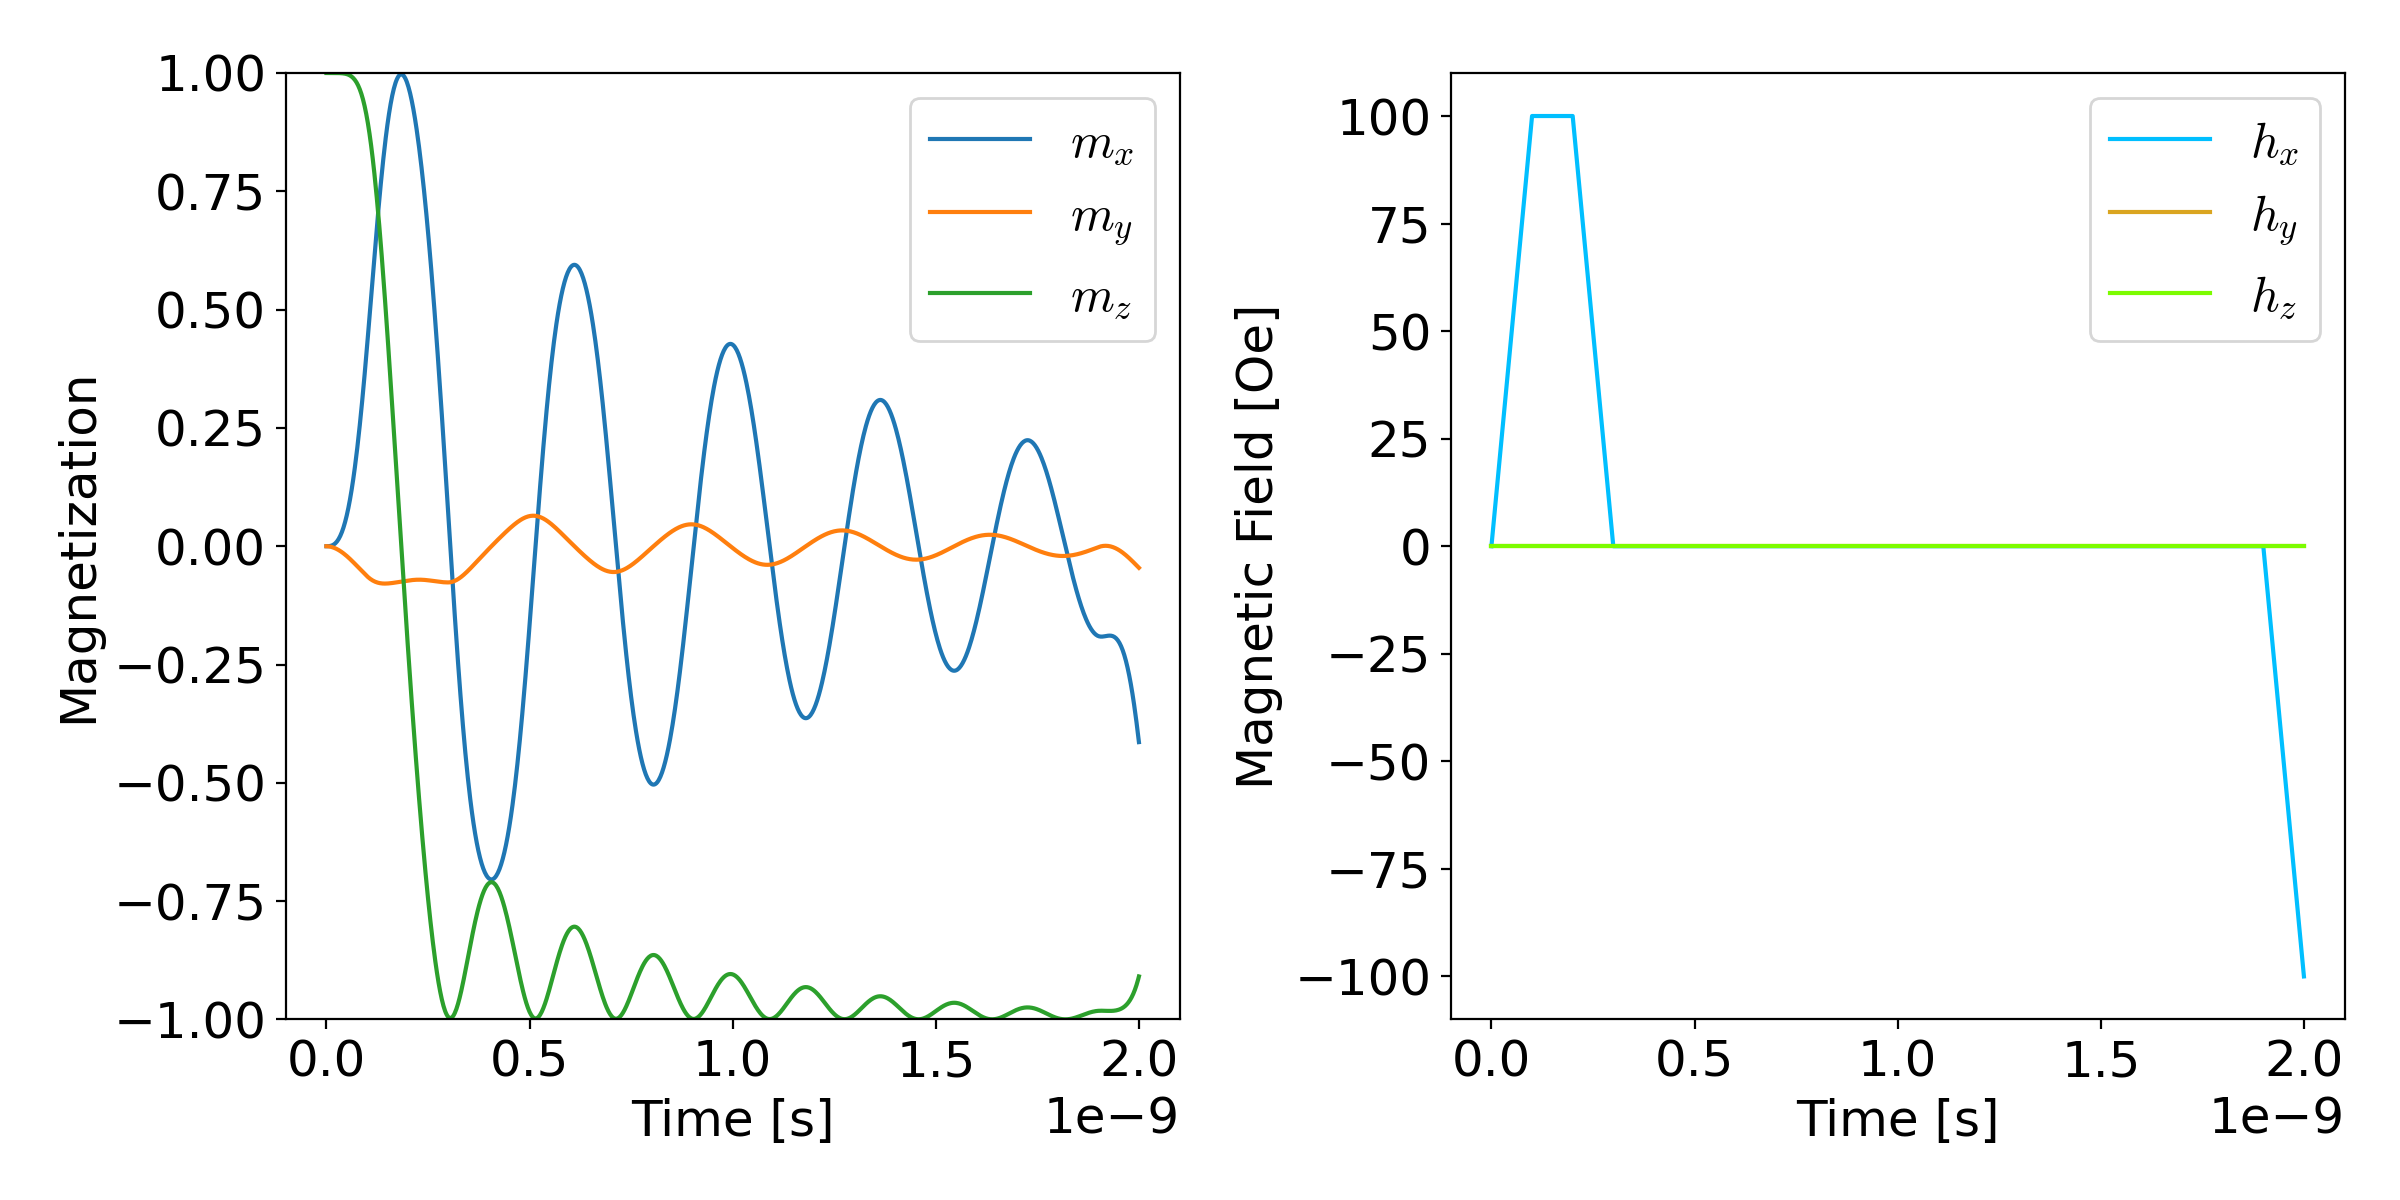 Magnetization
1.00
0.75
0.50
0.25
0.00
−0.25
−0.50
−0.75
−1.00
m_x
m_y
m_z
0.0 0.5 1.0 1.5 2.0
Time [s] 1e−9
Magnetic Field [Oe]
100
75
50
25
0
−25
−50
−75
−100
h_x
h_y
h_z
0.0 0.5 1.0 1.5 2.0
Time [s] 1e−9